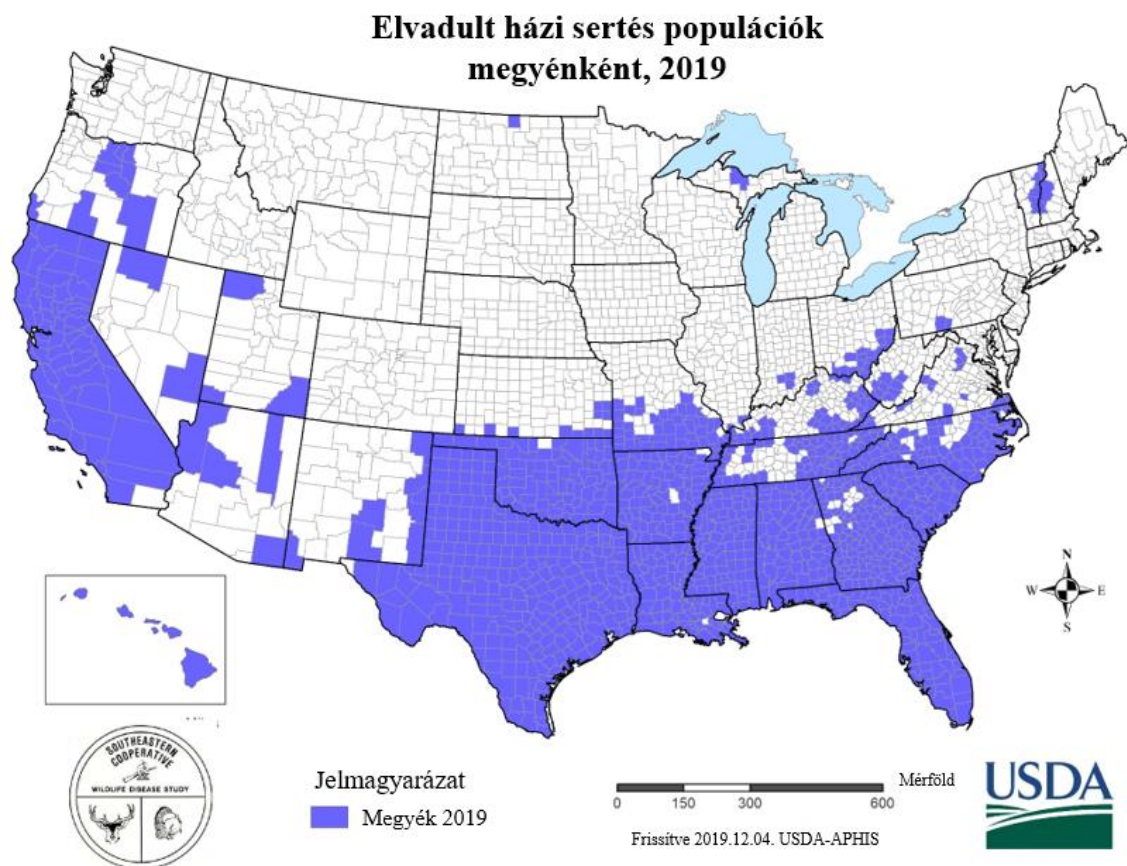 Elvadult házi sertés populációk
megyénként, 2019
N
W E
S
SOUTHEASTERN
COOPERATIVE
WILDLIFE DISEASE STUDY
Jelmagyarázat
Megyék 2019
Mérföld
0 150 300 600
Frissítve 2019.12.04. USDA-APHIS
USDA